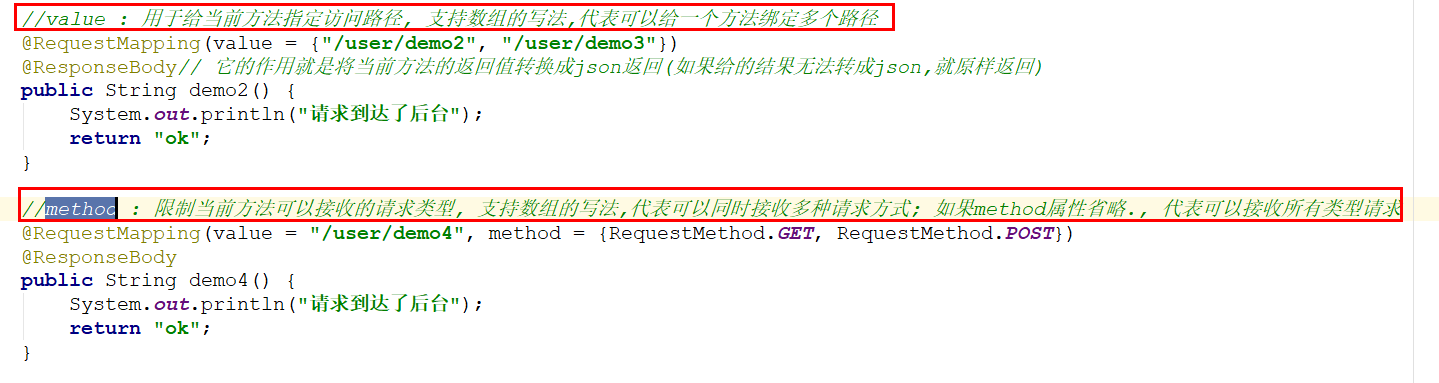 //value : 用于给当前方法指定访问路径, 支持数组的写法,代表可以给一个方法绑定多个路径
@RequestMapping(value = {"/user/demo2", "/user/demo3"})
@ResponseBody// 它的作用就是将当前方法的返回值转换成json返回(如果给的结果无法转成json,就原样返回)
public String demo2() {
    System.out.println("请求到达了后台");
    return "ok";
}
//method : 限制当前方法可以接收的请求类型, 支持数组的写法,代表可以同时接收多种请求方式; 如果method属性省略., 代表可以接收所有类型请求
@RequestMapping(value = "/user/demo4", method = {RequestMethod.GET, RequestMethod.POST})
@ResponseBody
public String demo4() {
    System.out.println("请求到达了后台");
    return "ok";
}